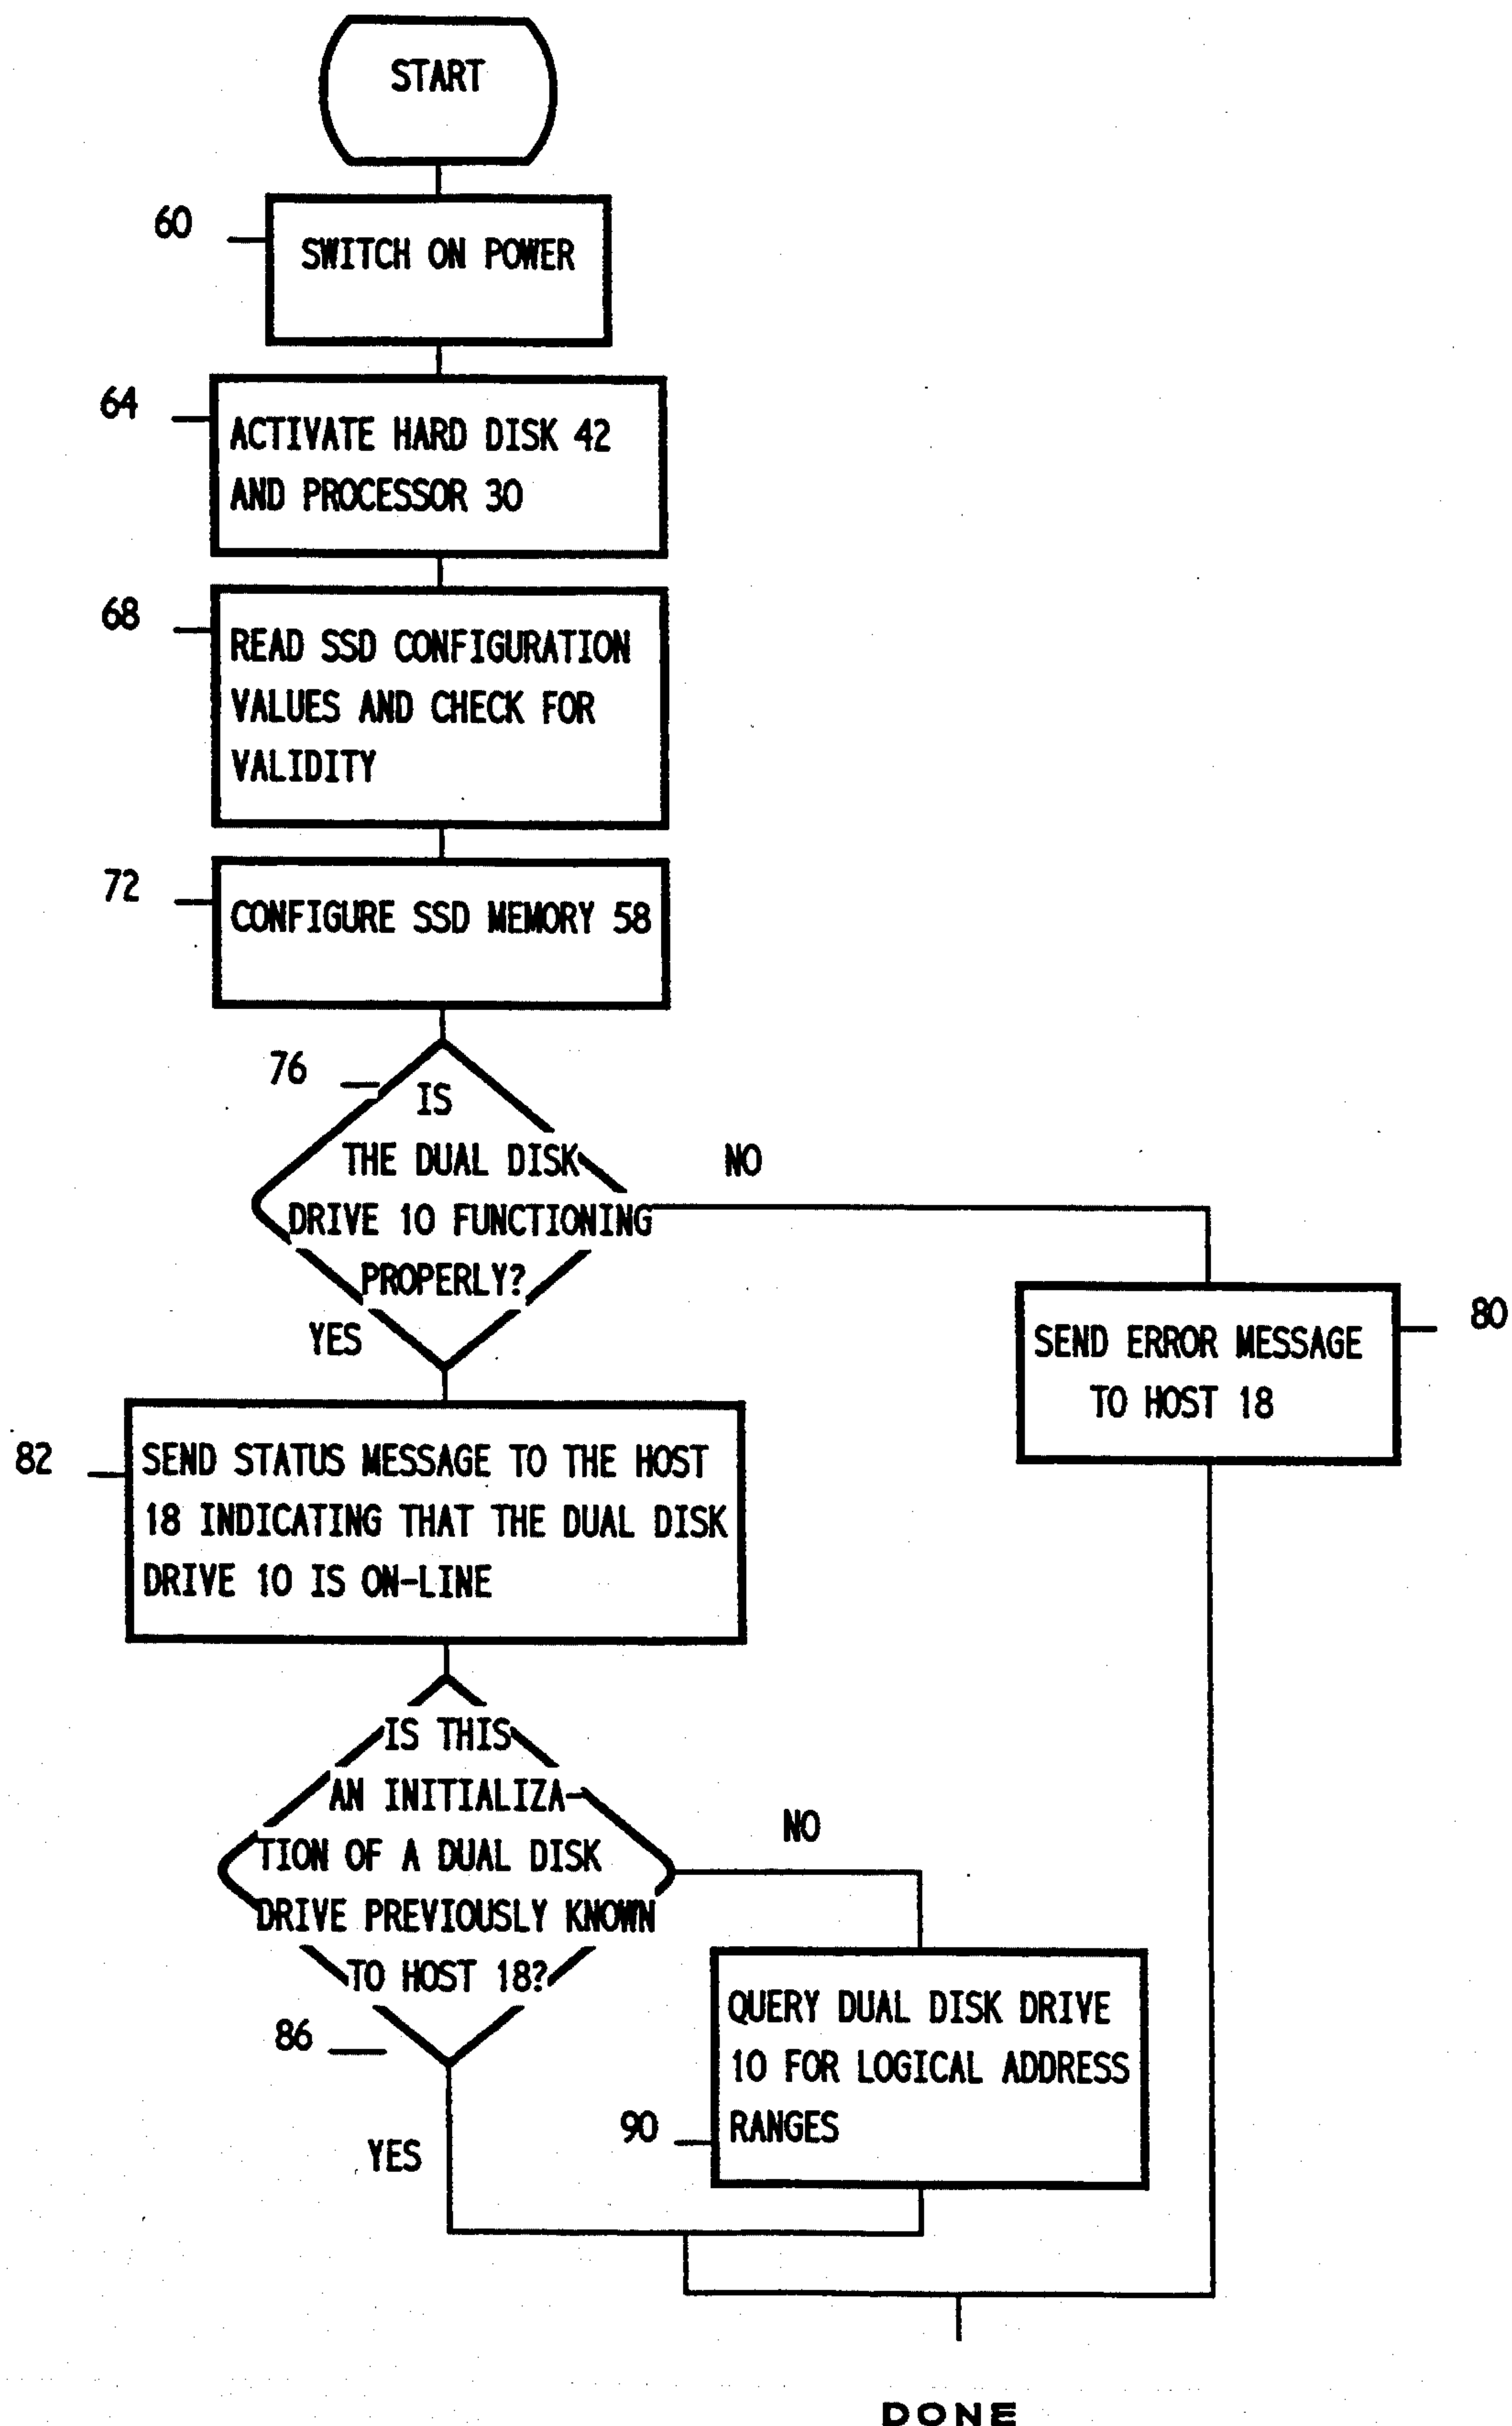 START
60
SWITCH ON POWER
64
ACTIVATE HARD DISK 42
AND PROCESSOR 30
68
READ SSD CONFIGURATION
VALUES AND CHECK FOR
VALIDITY
72
CONFIGURE SSD MEMORY 58
76
IS
THE DUAL DISK
DRIVE 10 FUNCTIONING
PROPERLY?
NO
YES
80
SEND ERROR MESSAGE
TO HOST 18
82
SEND STATUS MESSAGE TO THE HOST
18 INDICATING THAT THE DUAL DISK
DRIVE 10 IS ON-LINE
IS THIS
AN INITIALIZA-
TION OF A DUAL DISK
DRIVE PREVIOUSLY KNOWN
TO HOST 18?
NO
86
YES
QUERY DUAL DISK DRIVE
10 FOR LOGICAL ADDRESS
RANGES
90
DONE